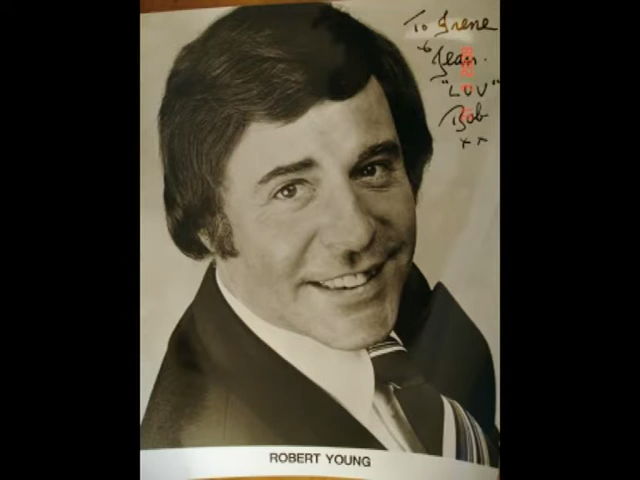 To Irene
& Jean.
"LUV"
Bob
xx
ROBERT YOUNG